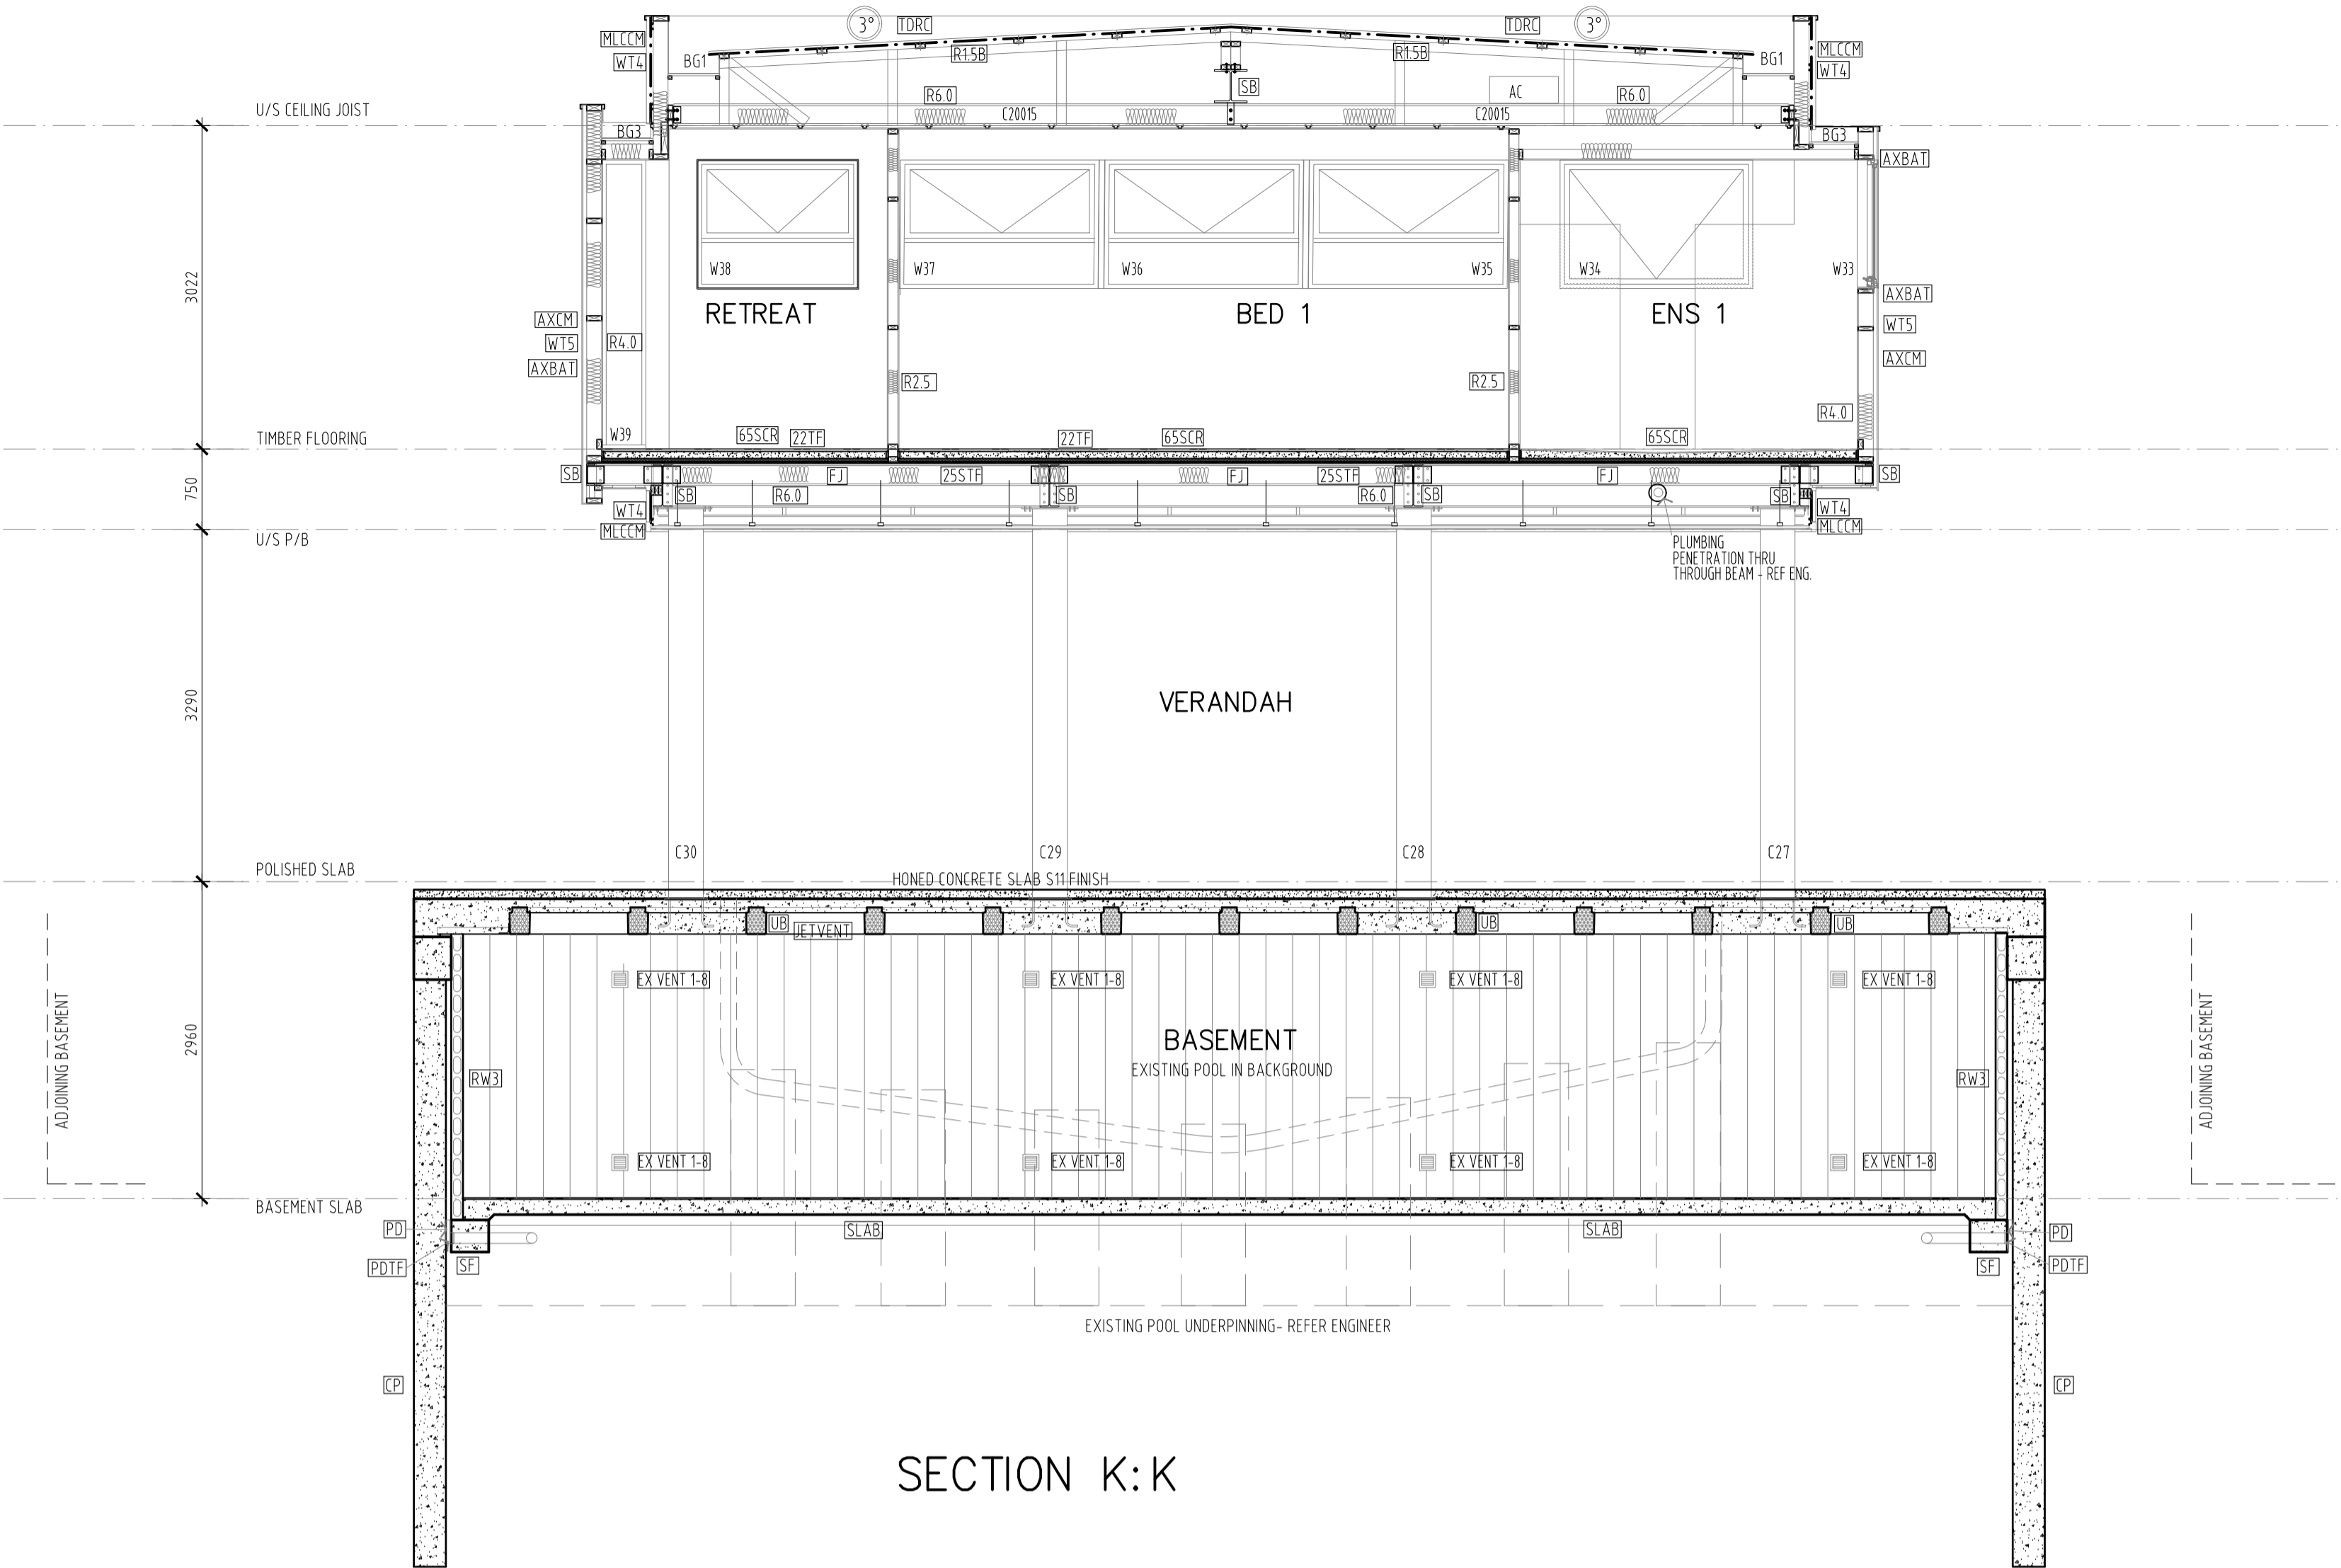 3°
TDRC
TDRC
3°
MLCCM
WT4
BG1
R1.5B
R1.5B
BG1
MLCCM
WT4
R6.0
SB
AC
R6.0
U/S CEILING JOIST
C20015
C20015
BG3
BG3
AXBAT
3022
W38
W37
W36
W35
W34
W33
RETREAT
BED 1
ENS 1
AXBAT
AXCM
WT5
AXBAT
R4.0
WT5
AXCM
R2.5
R2.5
R4.0
TIMBER FLOORING
W39
65SCR
22TF
22TF
65SCR
65SCR
750
SB
FJ
25STF
FJ
25STF
FJ
SB
SB
R6.0
SB
R6.0
SB
SB
WT4
MLCCM
WT4
MLCCM
U/S P/B
PLUMBING
PENETRATION THRU
THROUGH BEAM - REF ENG.
3290
VERANDAH
C30
C29
C28
C27
POLISHED SLAB
HONED CONCRETE SLAB S11 FINISH
UB
JETVENT
UB
UB
EX VENT 1-8
EX VENT 1-8
EX VENT 1-8
EX VENT 1-8
ADJOINING BASEMENT
2960
BASEMENT
EXISTING POOL IN BACKGROUND
ADJOINING BASEMENT
RW3
RW3
EX VENT 1-8
EX VENT 1-8
EX VENT 1-8
EX VENT 1-8
BASEMENT SLAB
PD
SLAB
SLAB
PD
PDTF
SF
SF
PDTF
EXISTING POOL UNDERPINNING- REFER ENGINEER
CP
CP
SECTION K:K